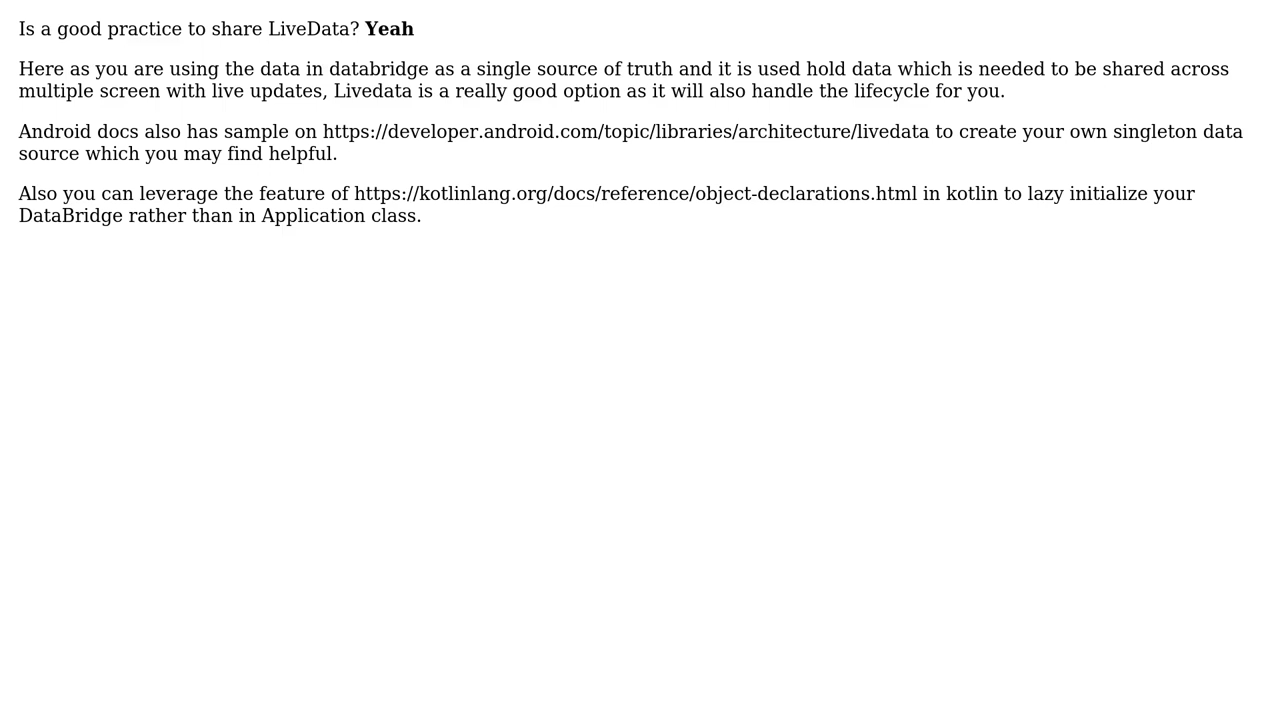 Is a good practice to share LiveData? Yeah
Here as you are using the data in databridge as a single source of truth and it is used hold data which is needed to be shared across
multiple screen with live updates, Livedata is a really good option as it will also handle the lifecycle for you.
Android docs also has sample on https://developer.android.com/topic/libraries/architecture/livedata to create your own singleton data
source which you may find helpful.
Also you can leverage the feature of https://kotlinlang.org/docs/reference/object-declarations.html in kotlin to lazy initialize your
DataBridge rather than in Application class.